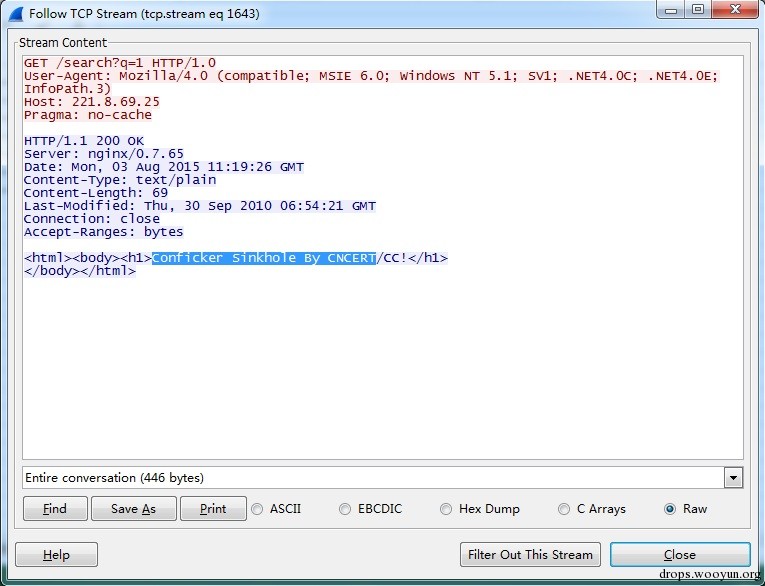 Follow TCP Stream (tcp.stream eq 1643)
Stream Content
GET /search?q=1 HTTP/1.0
User-Agent: Mozilla/4.0 (compatible; MSIE 6.0; Windows NT 5.1; SV1; .NET4.0C; .NET4.0E;
InfoPath.3)
Host: 221.8.69.25
Pragma: no-cache
HTTP/1.1 200 OK
Server: nginx/0.7.65
Date: Mon, 03 Aug 2015 11:19:26 GMT
Content-Type: text/plain
Content-Length: 69
Last-Modified: Thu, 30 Sep 2010 06:54:21 GMT
Connection: close
Accept-Ranges: bytes
<html><body><h1>Conficker Sinkhole By CNCERT/CC!</h1>
</body></html>
Entire conversation (446 bytes)
Find Save As Print ASCII EBCDIC Hex Dump C Arrays Raw
Help Filter Out This Stream Close
drops.wooyun.org